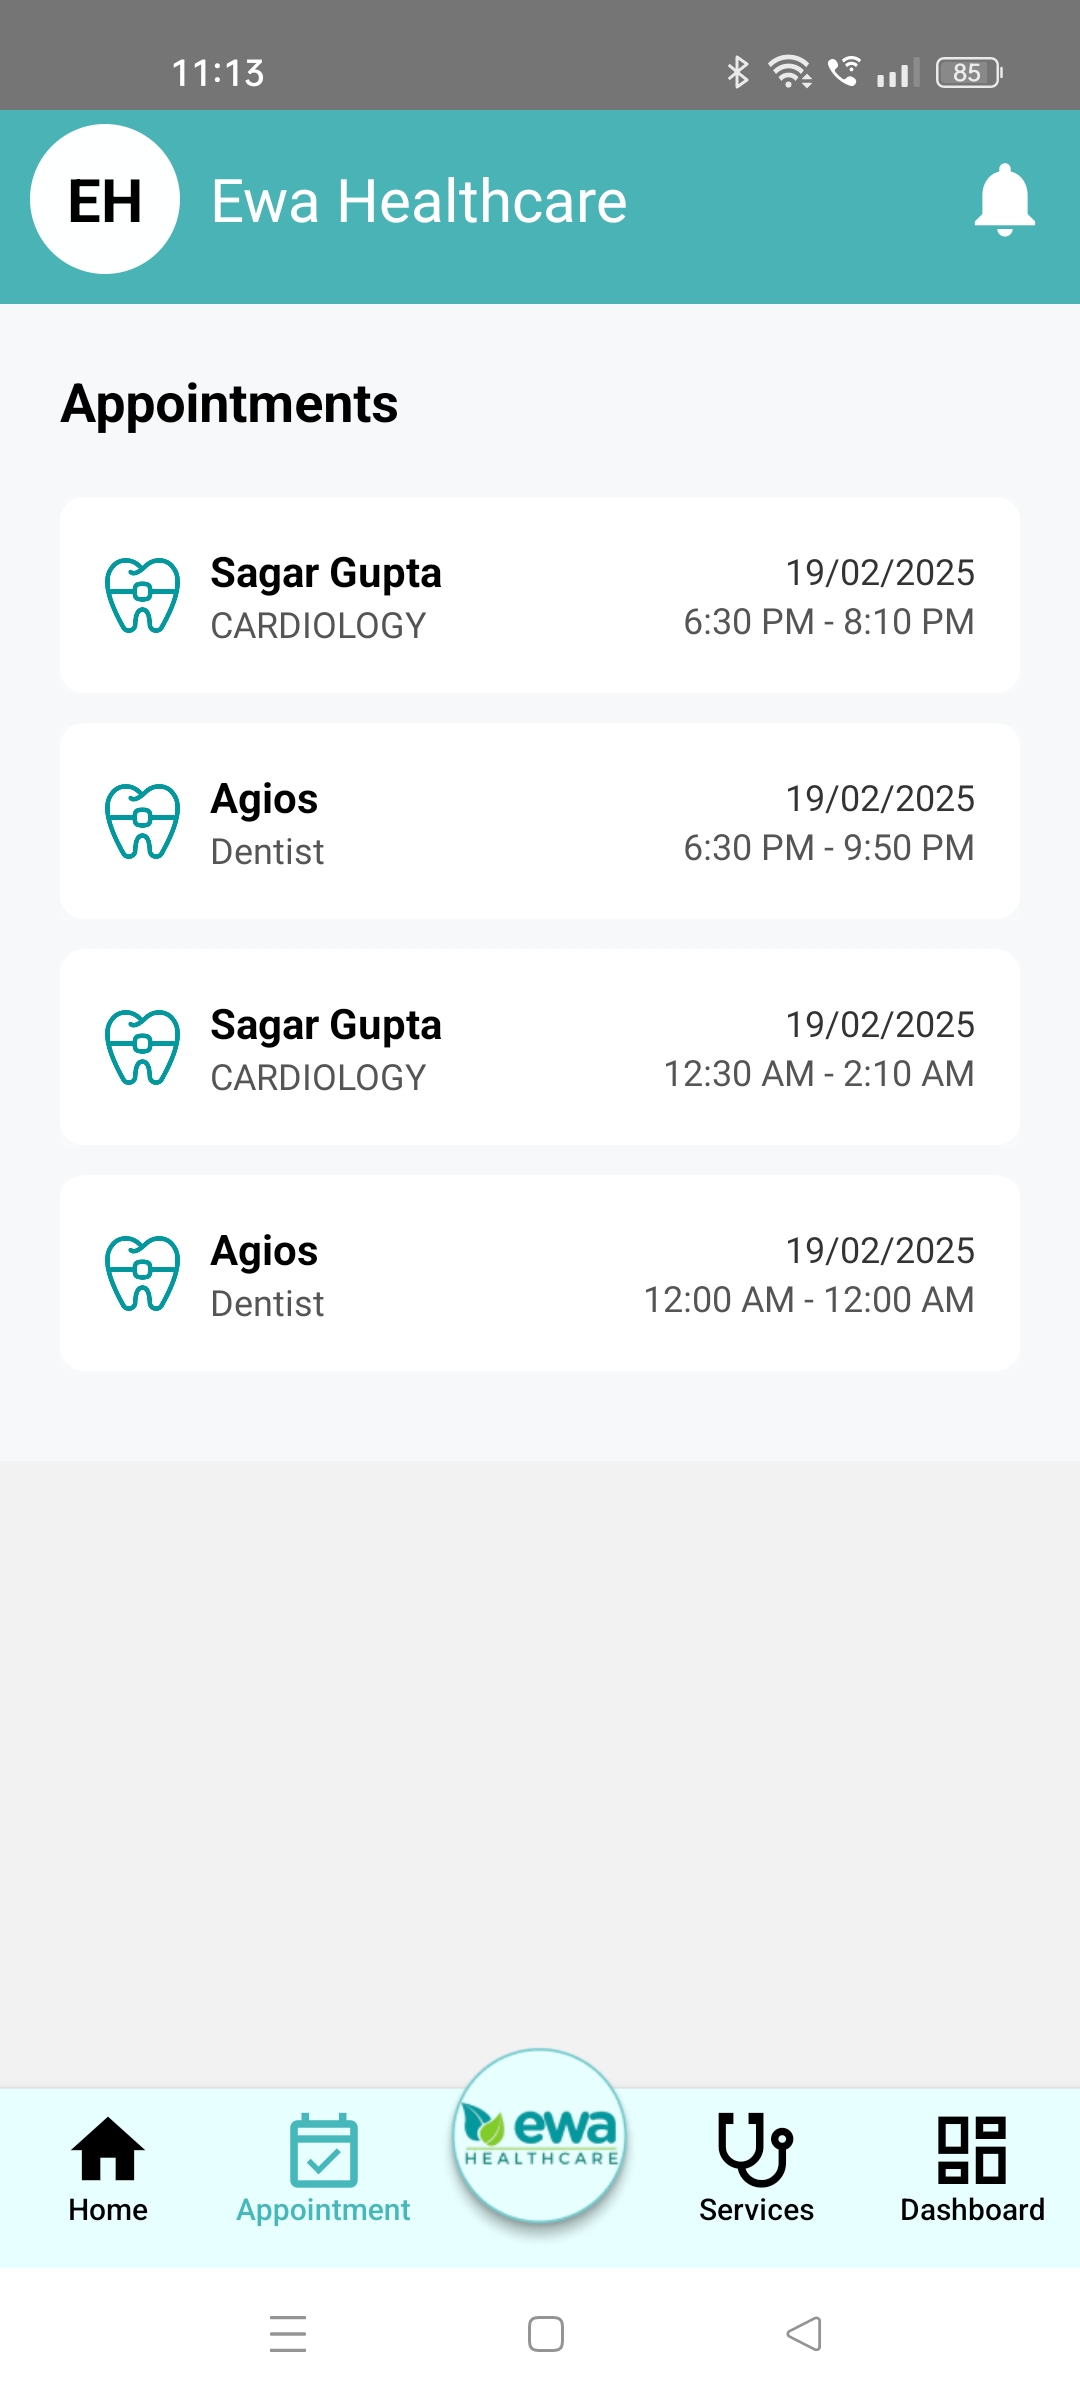 11:13
85
EH
Ewa Healthcare
Appointments
Sagar Gupta
19/02/2025
CARDIOLOGY
6:30 PM - 8:10 PM
Agios
19/02/2025
Dentist
6:30 PM - 9:50 PM
Sagar Gupta
19/02/2025
CARDIOLOGY
12:30 AM - 2:10 AM
Agios
19/02/2025
Dentist
12:00 AM - 12:00 AM
ewa
HEALTHCARE
Home
Appointment
Services
Dashboard